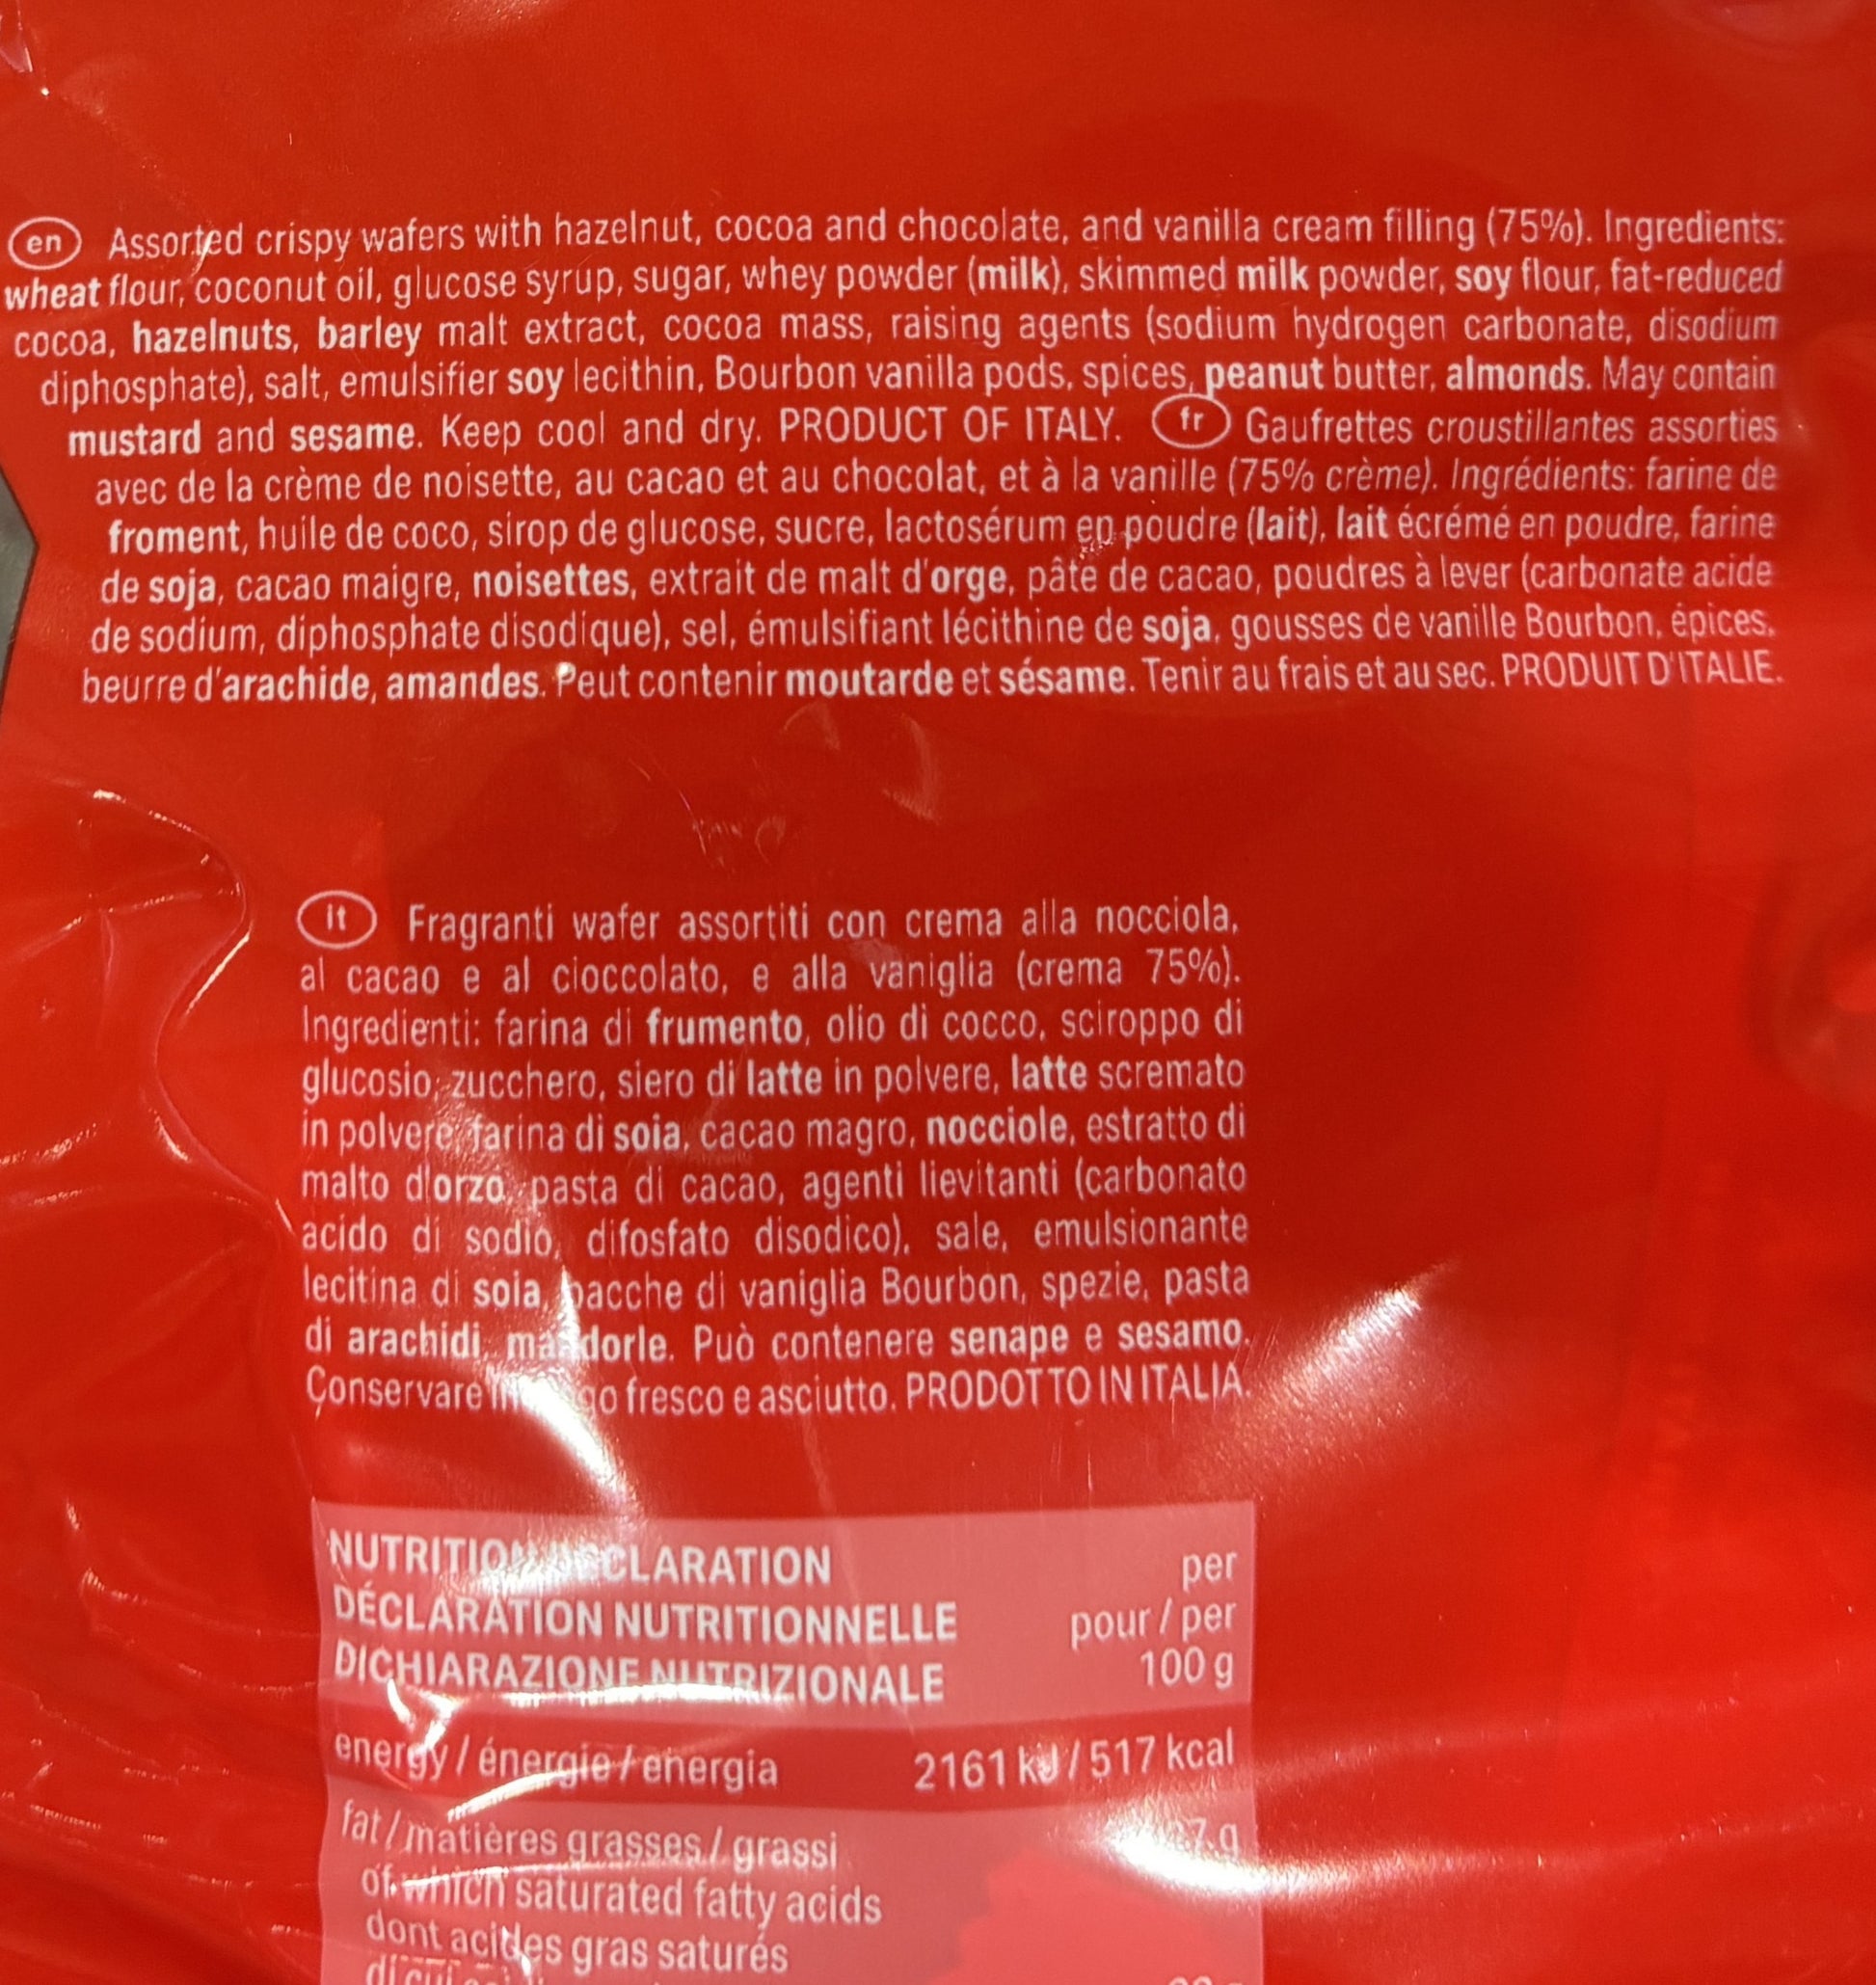 en Assorted crispy wafers with hazelnut, cocoa and chocolate, and vanilla cream filling (75%). Ingredients:
wheat flour, coconut oil, glucose syrup, sugar, whey powder (milk), skimmed milk powder, soy flour, fat-reduced
cocoa, hazelnuts, barley malt extract, cocoa mass, raising agents (sodium hydrogen carbonate, disodium
diphosphate), salt, emulsifier soy lecithin, Bourbon vanilla pods, spices, peanut butter, almonds. May contain
mustard and sesame. Keep cool and dry. PRODUCT OF ITALY. fr Gaufrettes croustillantes assorties
avec de la crème de noisette, au cacao et au chocolat, et à la vanille (75% crème). Ingrédients: farine de
froment, huile de coco, sirop de glucose, sucre, lactosérum en poudre (lait), lait écrémé en poudre, farine
de soja, cacao maigre, noisettes, extrait de malt d'orge, pâte de cacao, poudres à lever (carbonate acide
de sodium, diphosphate disodique), sel, émulsifiant lécithine de soja, gousses de vanille Bourbon, épices,
beurre d'arachide, amandes. Peut contenir moutarde et sésame. Tenir au frais et au sec. PRODUIT D'ITALIE.
it Fragranti wafer assortiti con crema alla nocciola,
al cacao e al cioccolato, e alla vaniglia (crema 75%).
Ingredienti: farina di frumento, olio di cocco, sciroppo di
glucosio, zucchero, siero di latte in polvere, latte scremato
in polvere, farina di soia, cacao magro, nocciole, estratto di
malto d'orzo, pasta di cacao, agenti lievitanti (carbonato
acido di sodio, difosfato disodico), sale, emulsionante
lecitina di soia, bacche di vaniglia Bourbon, spezie, pasta
di arachidi, mandorle. Può contenere senape e sesamo.
Conservare fresco e asciutto. PRODOTTO IN ITALIA.
NUTRITION DECLARATION per
DÉCLARATION NUTRITIONNELLE pour / per
DICHIARAZIONE NUTRIZIONALE 100 g
energy / énergie / energia 2161 kJ / 517 kcal
fat / matières grasses / grassi
of which saturated fatty acids
dont acides gras saturés
di cui